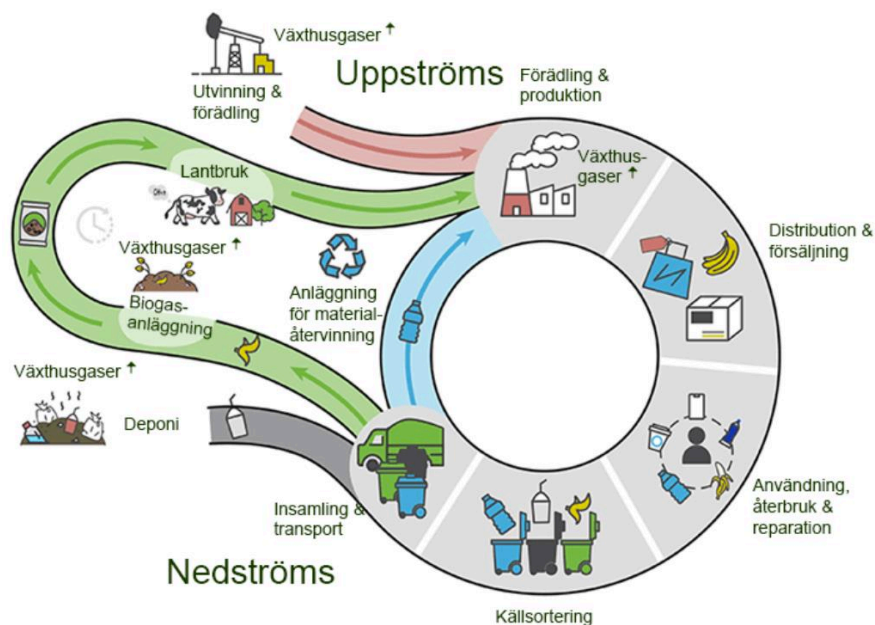 Växthusgaser ↑
Uppströms
Utvinning &
förädling
Förädling &
produktion
Växthus-
gaser ↑
Lantbruk
Växthusgaser ↑
Distribution &
försäljning
Anläggning
för material-
återvinning
Biogas-
anläggning
Växthusgaser ↑
Deponi
Användning,
återbruk &
reparation
Insamling &
transport
Nedströms
Källsortering